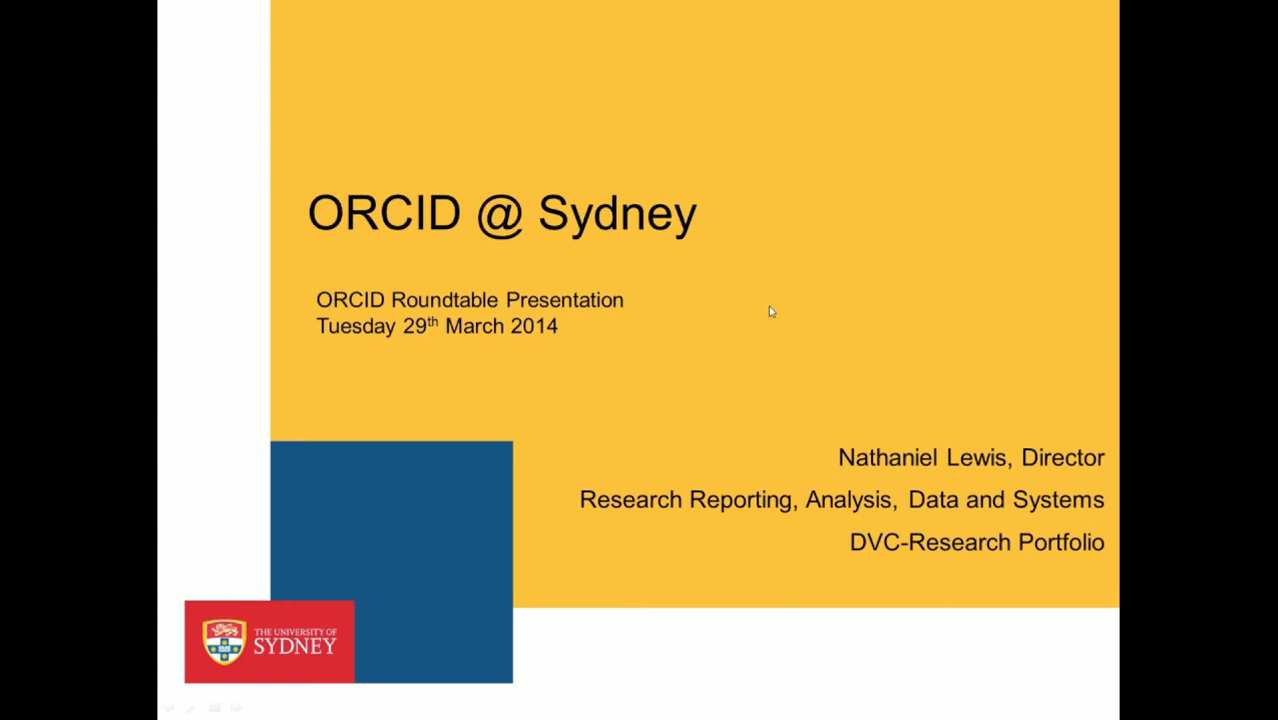 ORCID @ Sydney
ORCID Roundtable Presentation
Tuesday 29th March 2014
Nathaniel Lewis, Director
Research Reporting, Analysis, Data and Systems
DVC-Research Portfolio
THE UNIVERSITY OF
SYDNEY